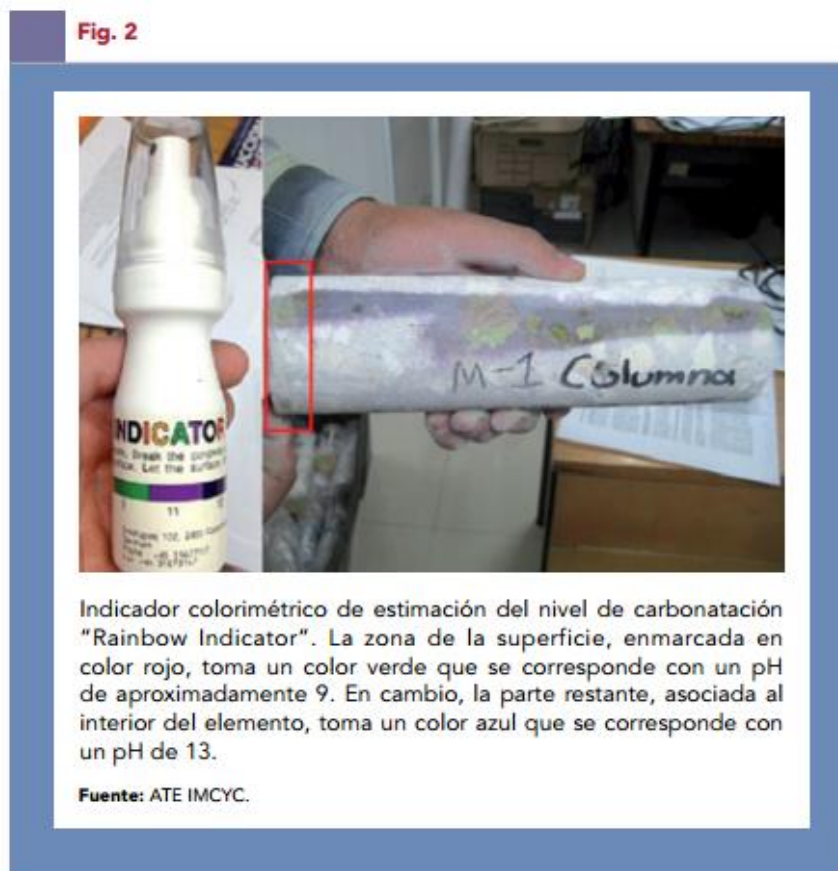 Fig. 2
INDICATOR
11
M-1 Columna
Indicador colorimétrico de estimación del nivel de carbonatación
“Rainbow Indicator”. La zona de la superficie, enmarcada en
color rojo, toma un color verde que se corresponde con un pH
de aproximadamente 9. En cambio, la parte restante, asociada al
interior del elemento, toma un color azul que se corresponde con
un pH de 13.
Fuente: ATE IMCYC.